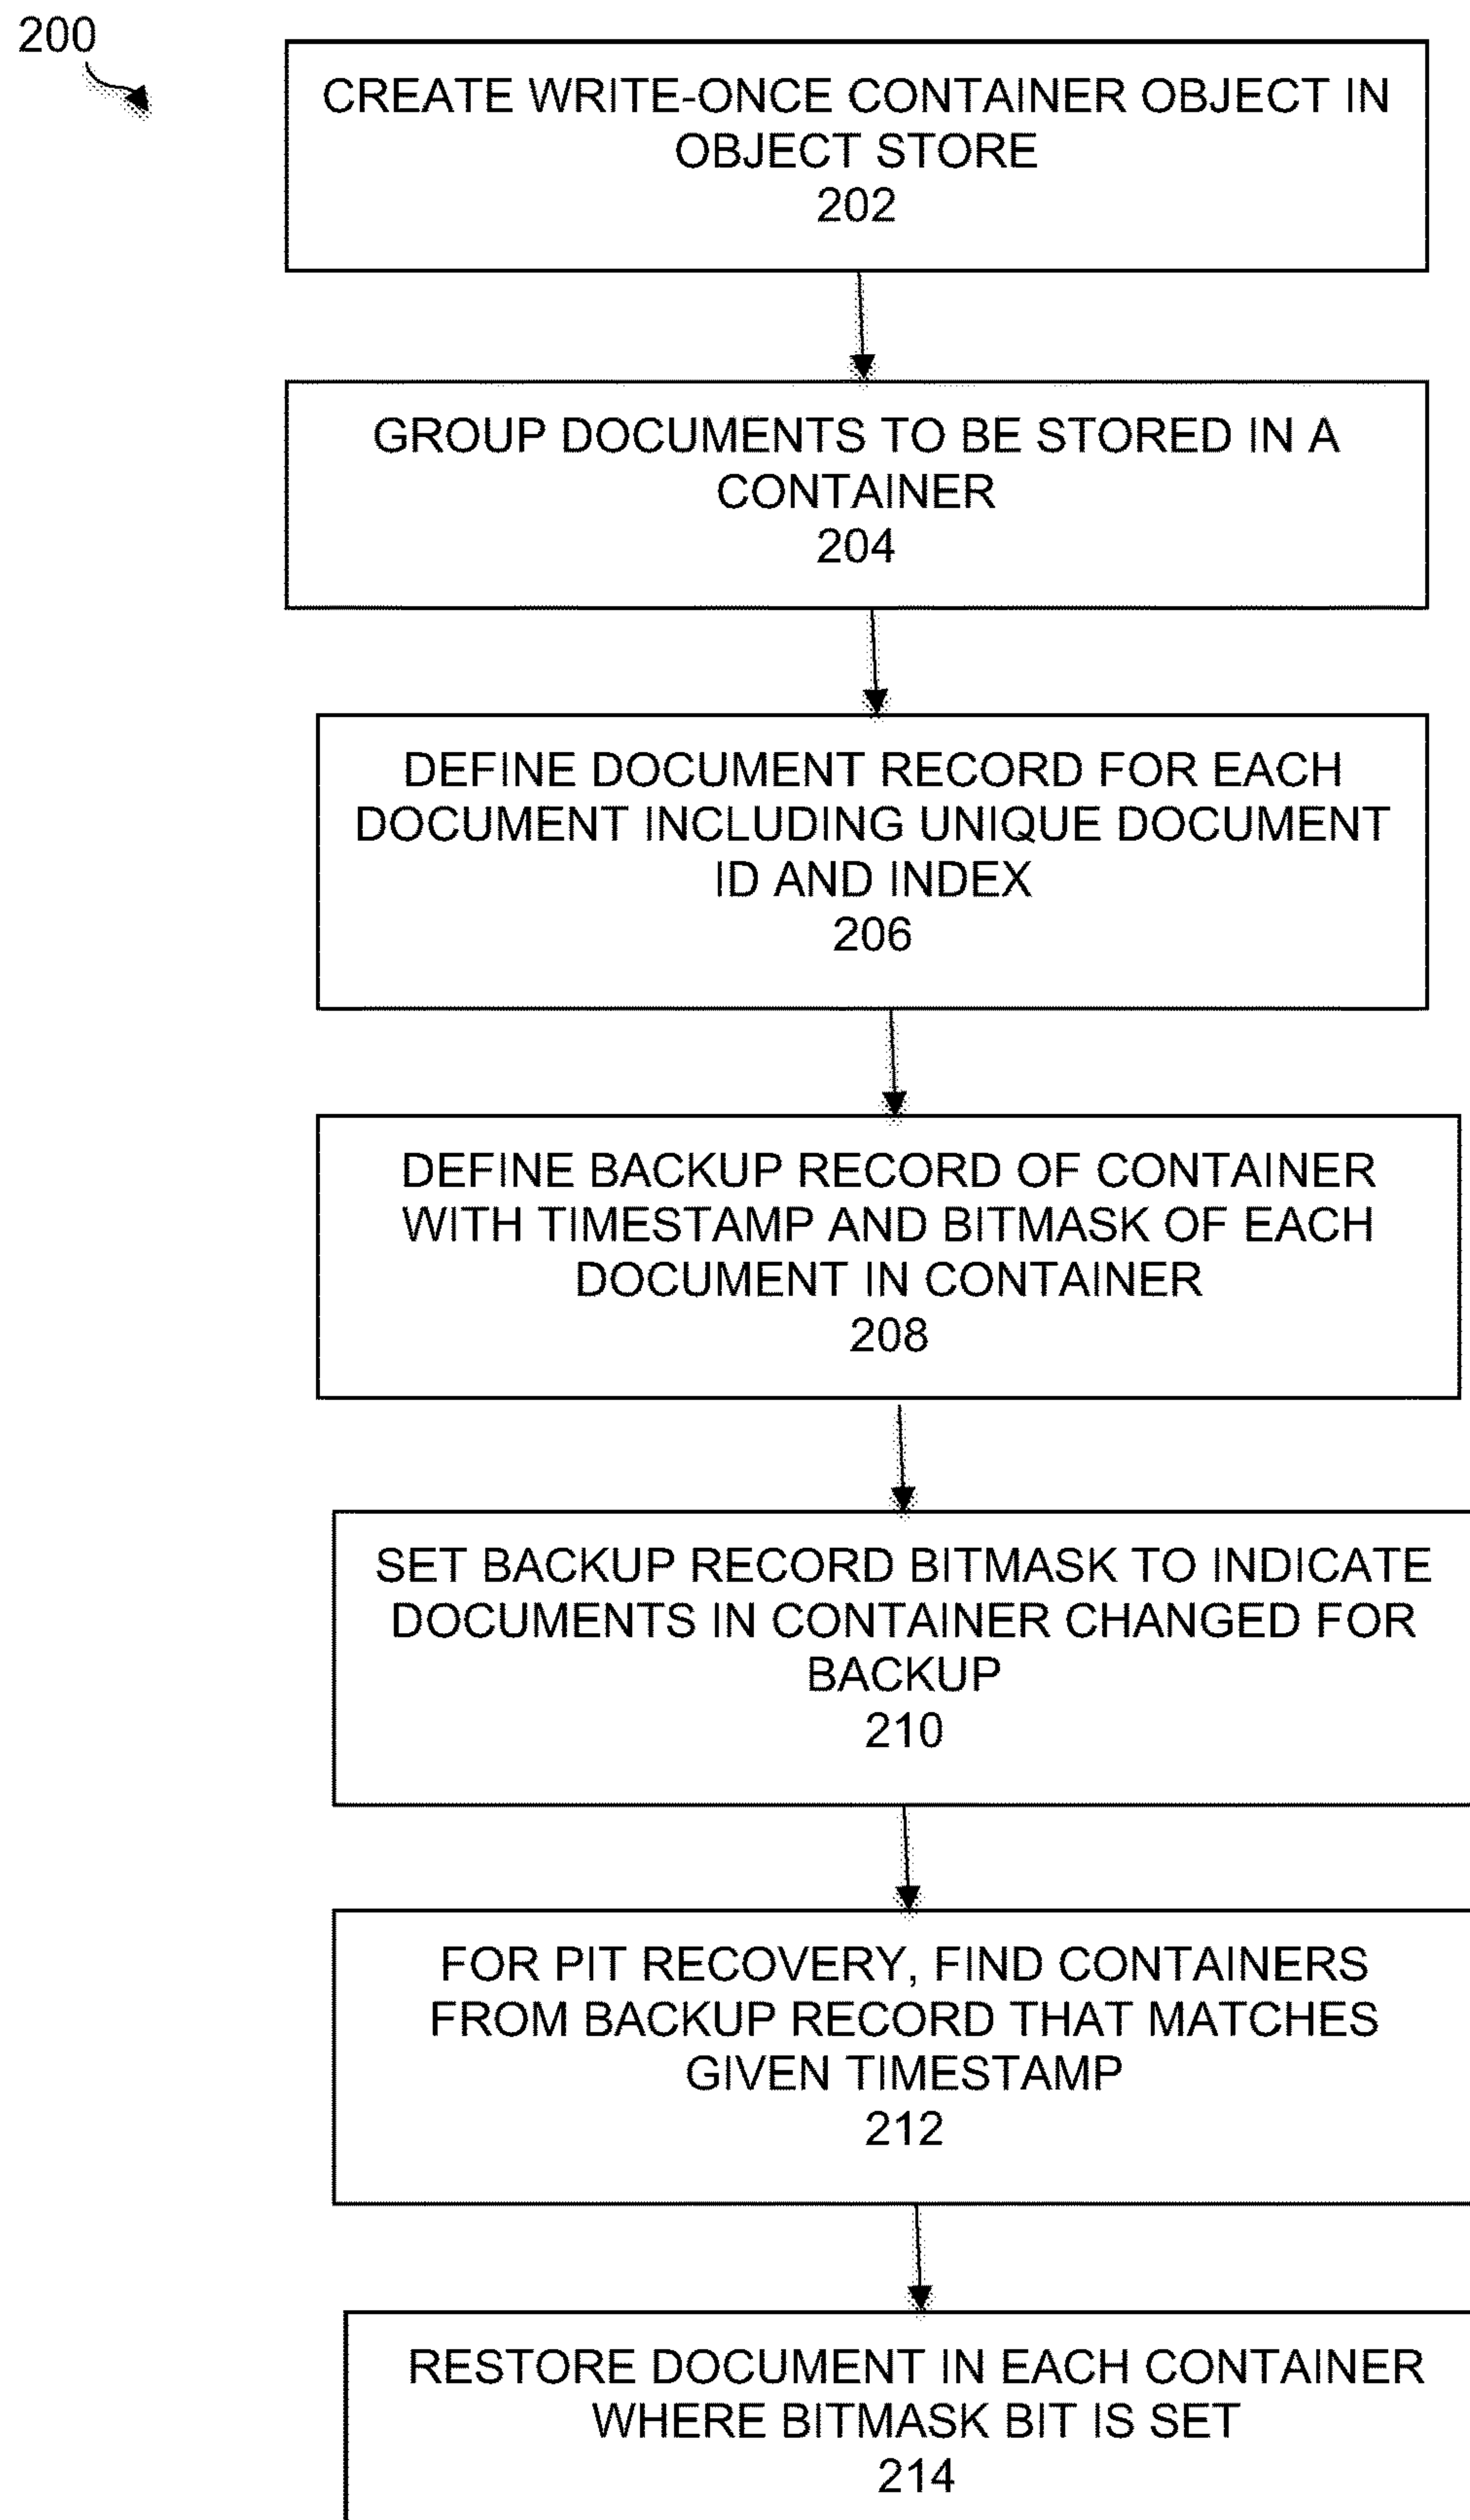 200
CREATE WRITE-ONCE CONTAINER OBJECT IN
OBJECT STORE
202
GROUP DOCUMENTS TO BE STORED IN A
CONTAINER
204
DEFINE DOCUMENT RECORD FOR EACH
DOCUMENT INCLUDING UNIQUE DOCUMENT
ID AND INDEX
206
DEFINE BACKUP RECORD OF CONTAINER
WITH TIMESTAMP AND BITMASK OF EACH
DOCUMENT IN CONTAINER
208
SET BACKUP RECORD BITMASK TO INDICATE
DOCUMENTS IN CONTAINER CHANGED FOR
BACKUP
210
FOR PIT RECOVERY, FIND CONTAINERS
FROM BACKUP RECORD THAT MATCHES
GIVEN TIMESTAMP
212
RESTORE DOCUMENT IN EACH CONTAINER
WHERE BITMASK BIT IS SET
214